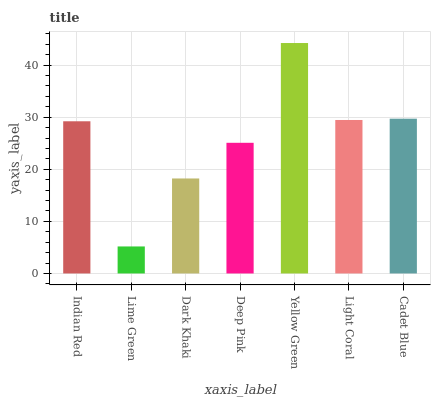 title
yaxis_label
40
30
20
10
0
Indian Red
Lime Green
Dark Khaki
Deep Pink
Yellow Green
Light Coral
Cadet Blue
xaxis_label